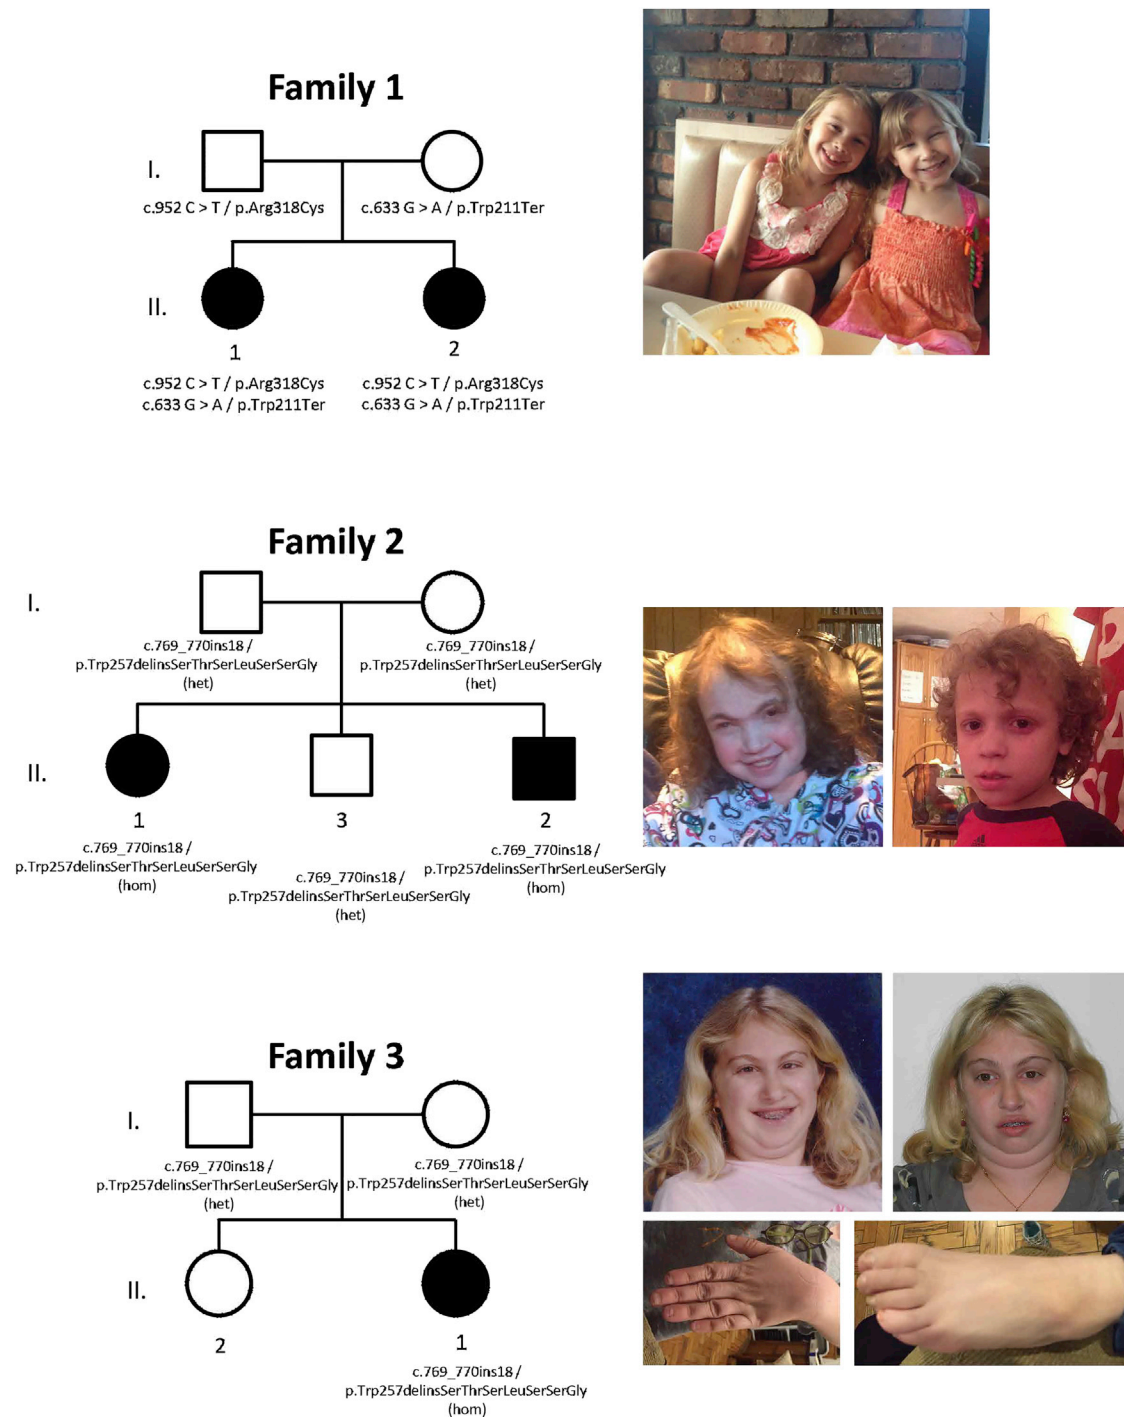 Family 1
I.
c.952 C > T / p.Arg318Cys
c.633 G > A / p.Trp211Ter
II.
1
2
c.952 C > T / p.Arg318Cys
c.633 G > A / p.Trp211Ter
c.952 C > T / p.Arg318Cys
c.633 G > A / p.Trp211Ter
Family 2
I.
c.769_770ins18 /
p.Trp257delinsSerThrSerLeuSerSerGly
(het)
c.769_770ins18 /
p.Trp257delinsSerThrSerLeuSerSerGly
(het)
II.
1
3
2
c.769_770ins18 /
p.Trp257delinsSerThrSerLeuSerSerGly
(hom)
c.769_770ins18 /
p.Trp257delinsSerThrSerLeuSerSerGly
(het)
c.769_770ins18 /
p.Trp257delinsSerThrSerLeuSerSerGly
(hom)
Family 3
I.
c.769_770ins18 /
p.Trp257delinsSerThrSerLeuSerSerGly
(het)
c.769_770ins18 /
p.Trp257delinsSerThrSerLeuSerSerGly
(het)
II.
2
1
c.769_770ins18 /
p.Trp257delinsSerThrSerLeuSerSerGly
(hom)